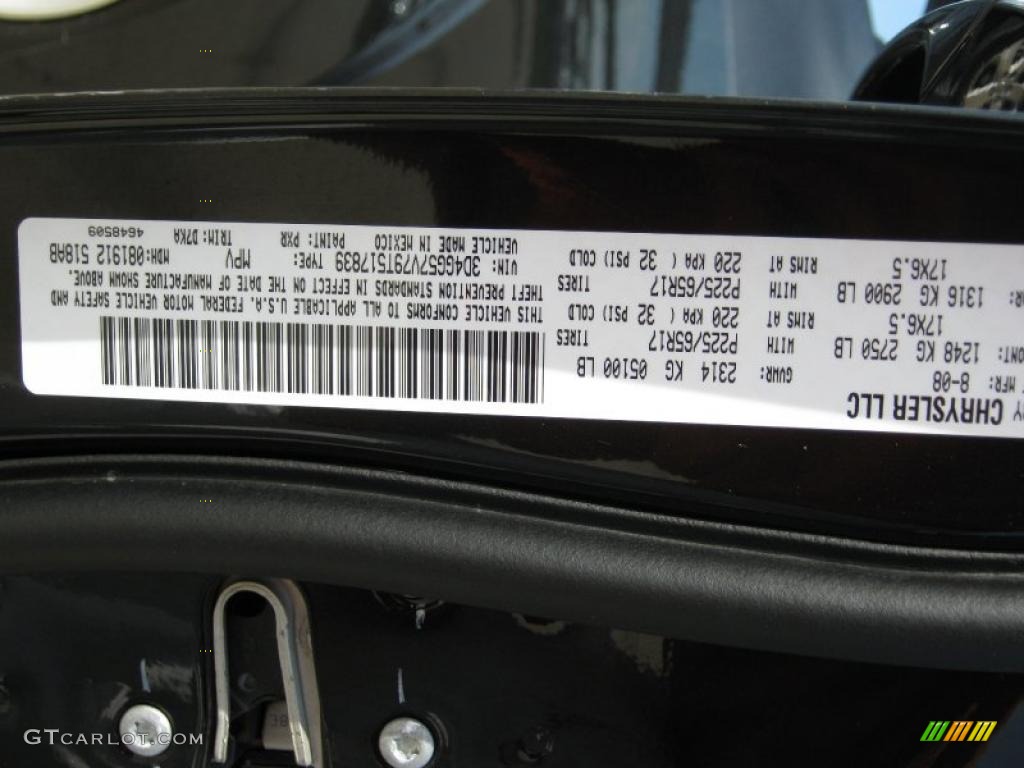 Y CHRYSLER LLC
MFR: 8-08 GVWR: 2314 KG 05100 LB
ONT: 1248 KG 2750 LB WITH P225/65R17 TIRES
17X6.5 RIMS AT 220 KPA ( 32 PSI) COLD
R: 1316 KG 2900 LB WITH P225/65R17 TIRES
17X6.5 RIMS AT 220 KPA ( 32 PSI) COLD
THIS VEHICLE CONFORMS TO ALL APPLICABLE U.S.A. FEDERAL MOTOR VEHICLE SAFETY AND
THEFT PREVENTION STANDARDS IN EFFECT ON THE DATE OF MANUFACTURE SHOWN ABOVE.
VIN: 3D4GG57V79T517839 TYPE: MPV MDH: 081912 518AB
VEHICLE MADE IN MEXICO PAINT: PXR TRIM: D7KA 4648509
GTCARLOT.COM